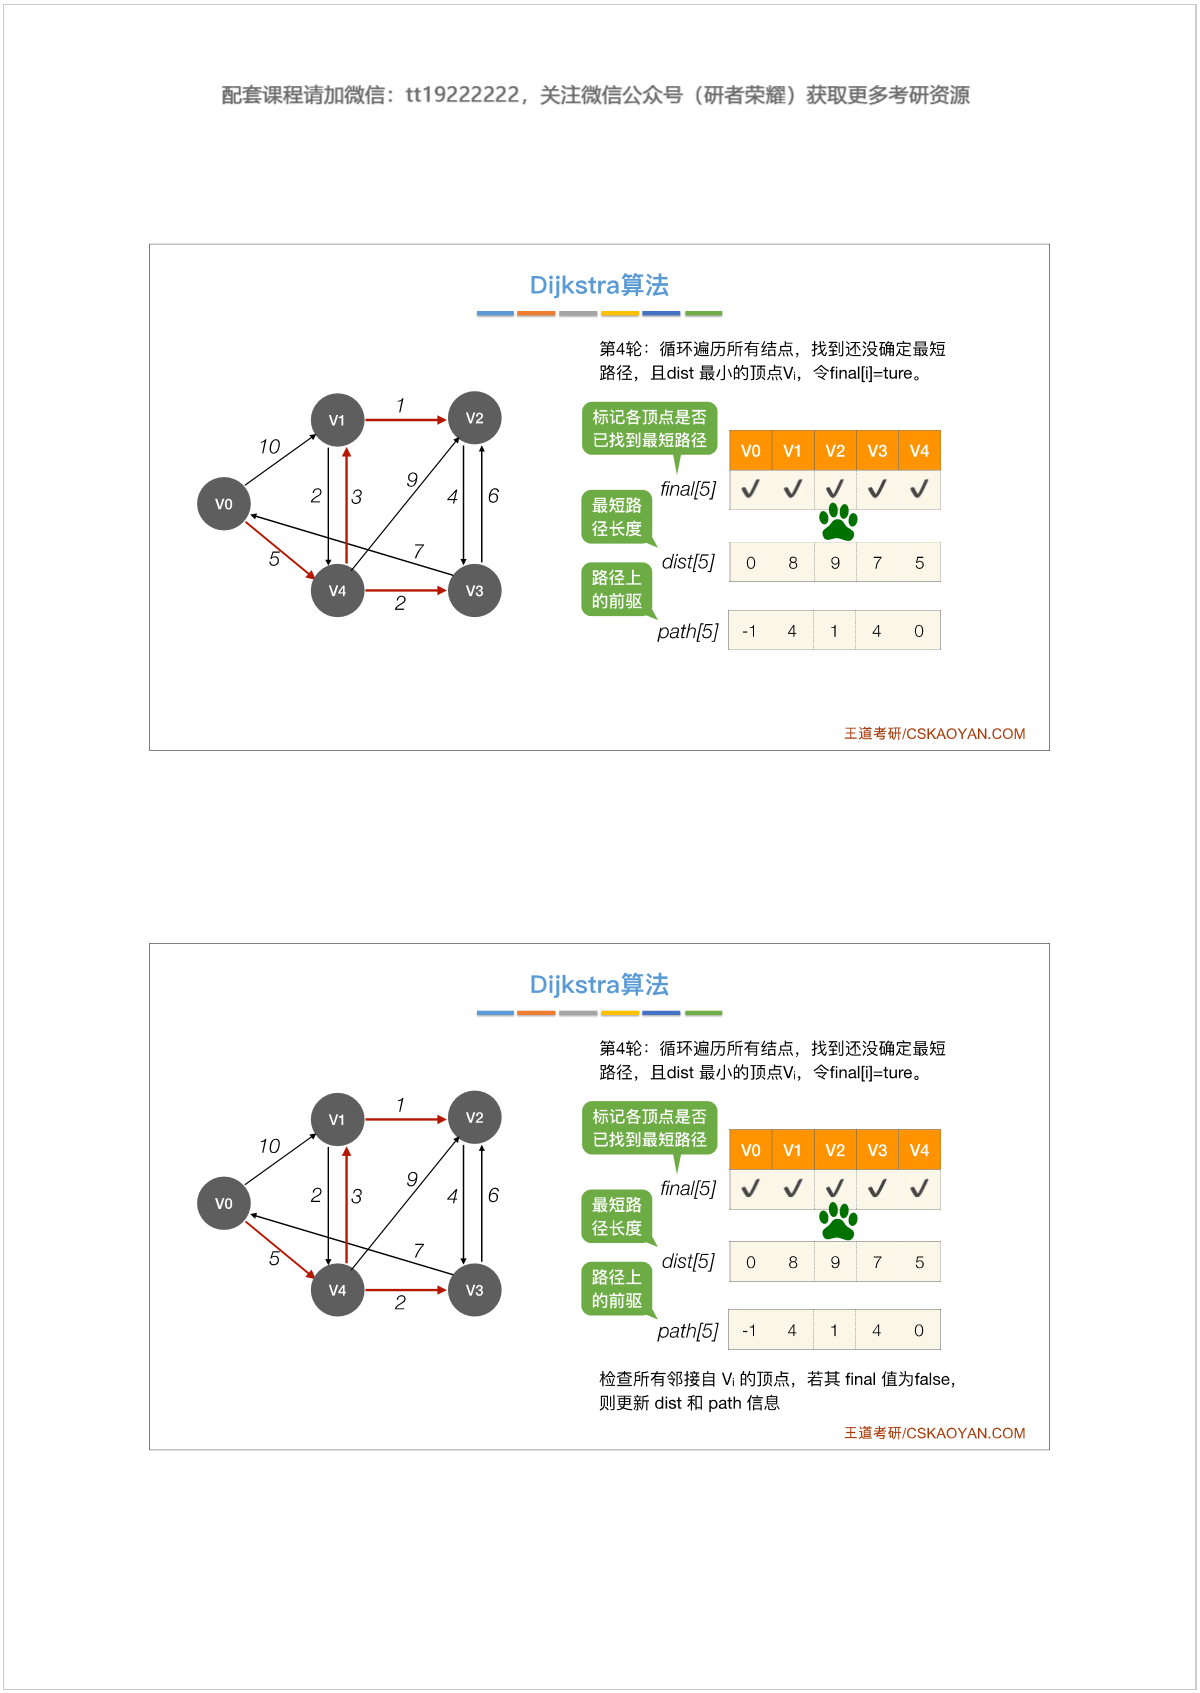 配套课程请加微信：tt19222222，关注微信公众号（研者荣耀）获取更多考研资源
Dijkstra算法
第4轮：循环遍历所有结点，找到还没确定最短
路径，且dist 最小的顶点Vᵢ，令final[i]=ture。
标记各顶点是否
已找到最短路径
V0 V1 V2 V3 V4
final[5] ✓ ✓ ✓ ✓ ✓
最短路
径长度
dist[5] 0 8 9 7 5
路径上
的前驱
path[5] -1 4 1 4 0
V1 1 V2
10
9
V0 2 3 4 6
5 7
V4 2 V3
王道考研/CSKAOYAN.COM
Dijkstra算法
第4轮：循环遍历所有结点，找到还没确定最短
路径，且dist 最小的顶点Vᵢ，令final[i]=ture。
标记各顶点是否
已找到最短路径
V0 V1 V2 V3 V4
final[5] ✓ ✓ ✓ ✓ ✓
最短路
径长度
dist[5] 0 8 9 7 5
路径上
的前驱
path[5] -1 4 1 4 0
V1 1 V2
10
9
V0 2 3 4 6
5 7
V4 2 V3
检查所有邻接自 Vᵢ 的顶点，若其 final 值为false，
则更新 dist 和 path 信息
王道考研/CSKAOYAN.COM